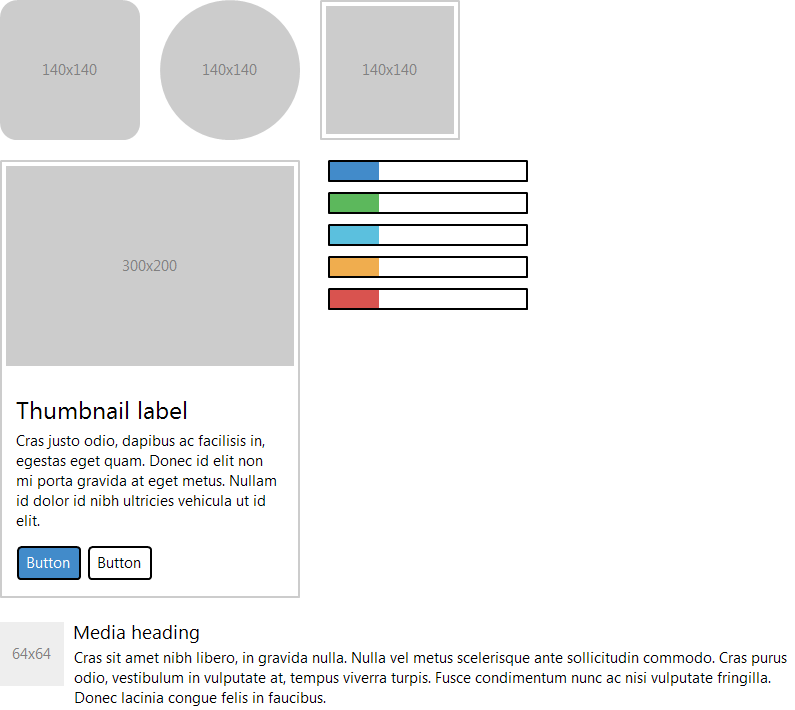 140x140
140x140
140x140
300x200
Thumbnail label
Cras justo odio, dapibus ac facilisis in,
egestas eget quam. Donec id elit non
mi porta gravida at eget metus. Nullam
id dolor id nibh ultricies vehicula ut id
elit.
Button
Button
64x64
Media heading
Cras sit amet nibh libero, in gravida nulla. Nulla vel metus scelerisque ante sollicitudin commodo. Cras purus
odio, vestibulum in vulputate at, tempus viverra turpis. Fusce condimentum nunc ac nisi vulputate fringilla.
Donec lacinia congue felis in faucibus.